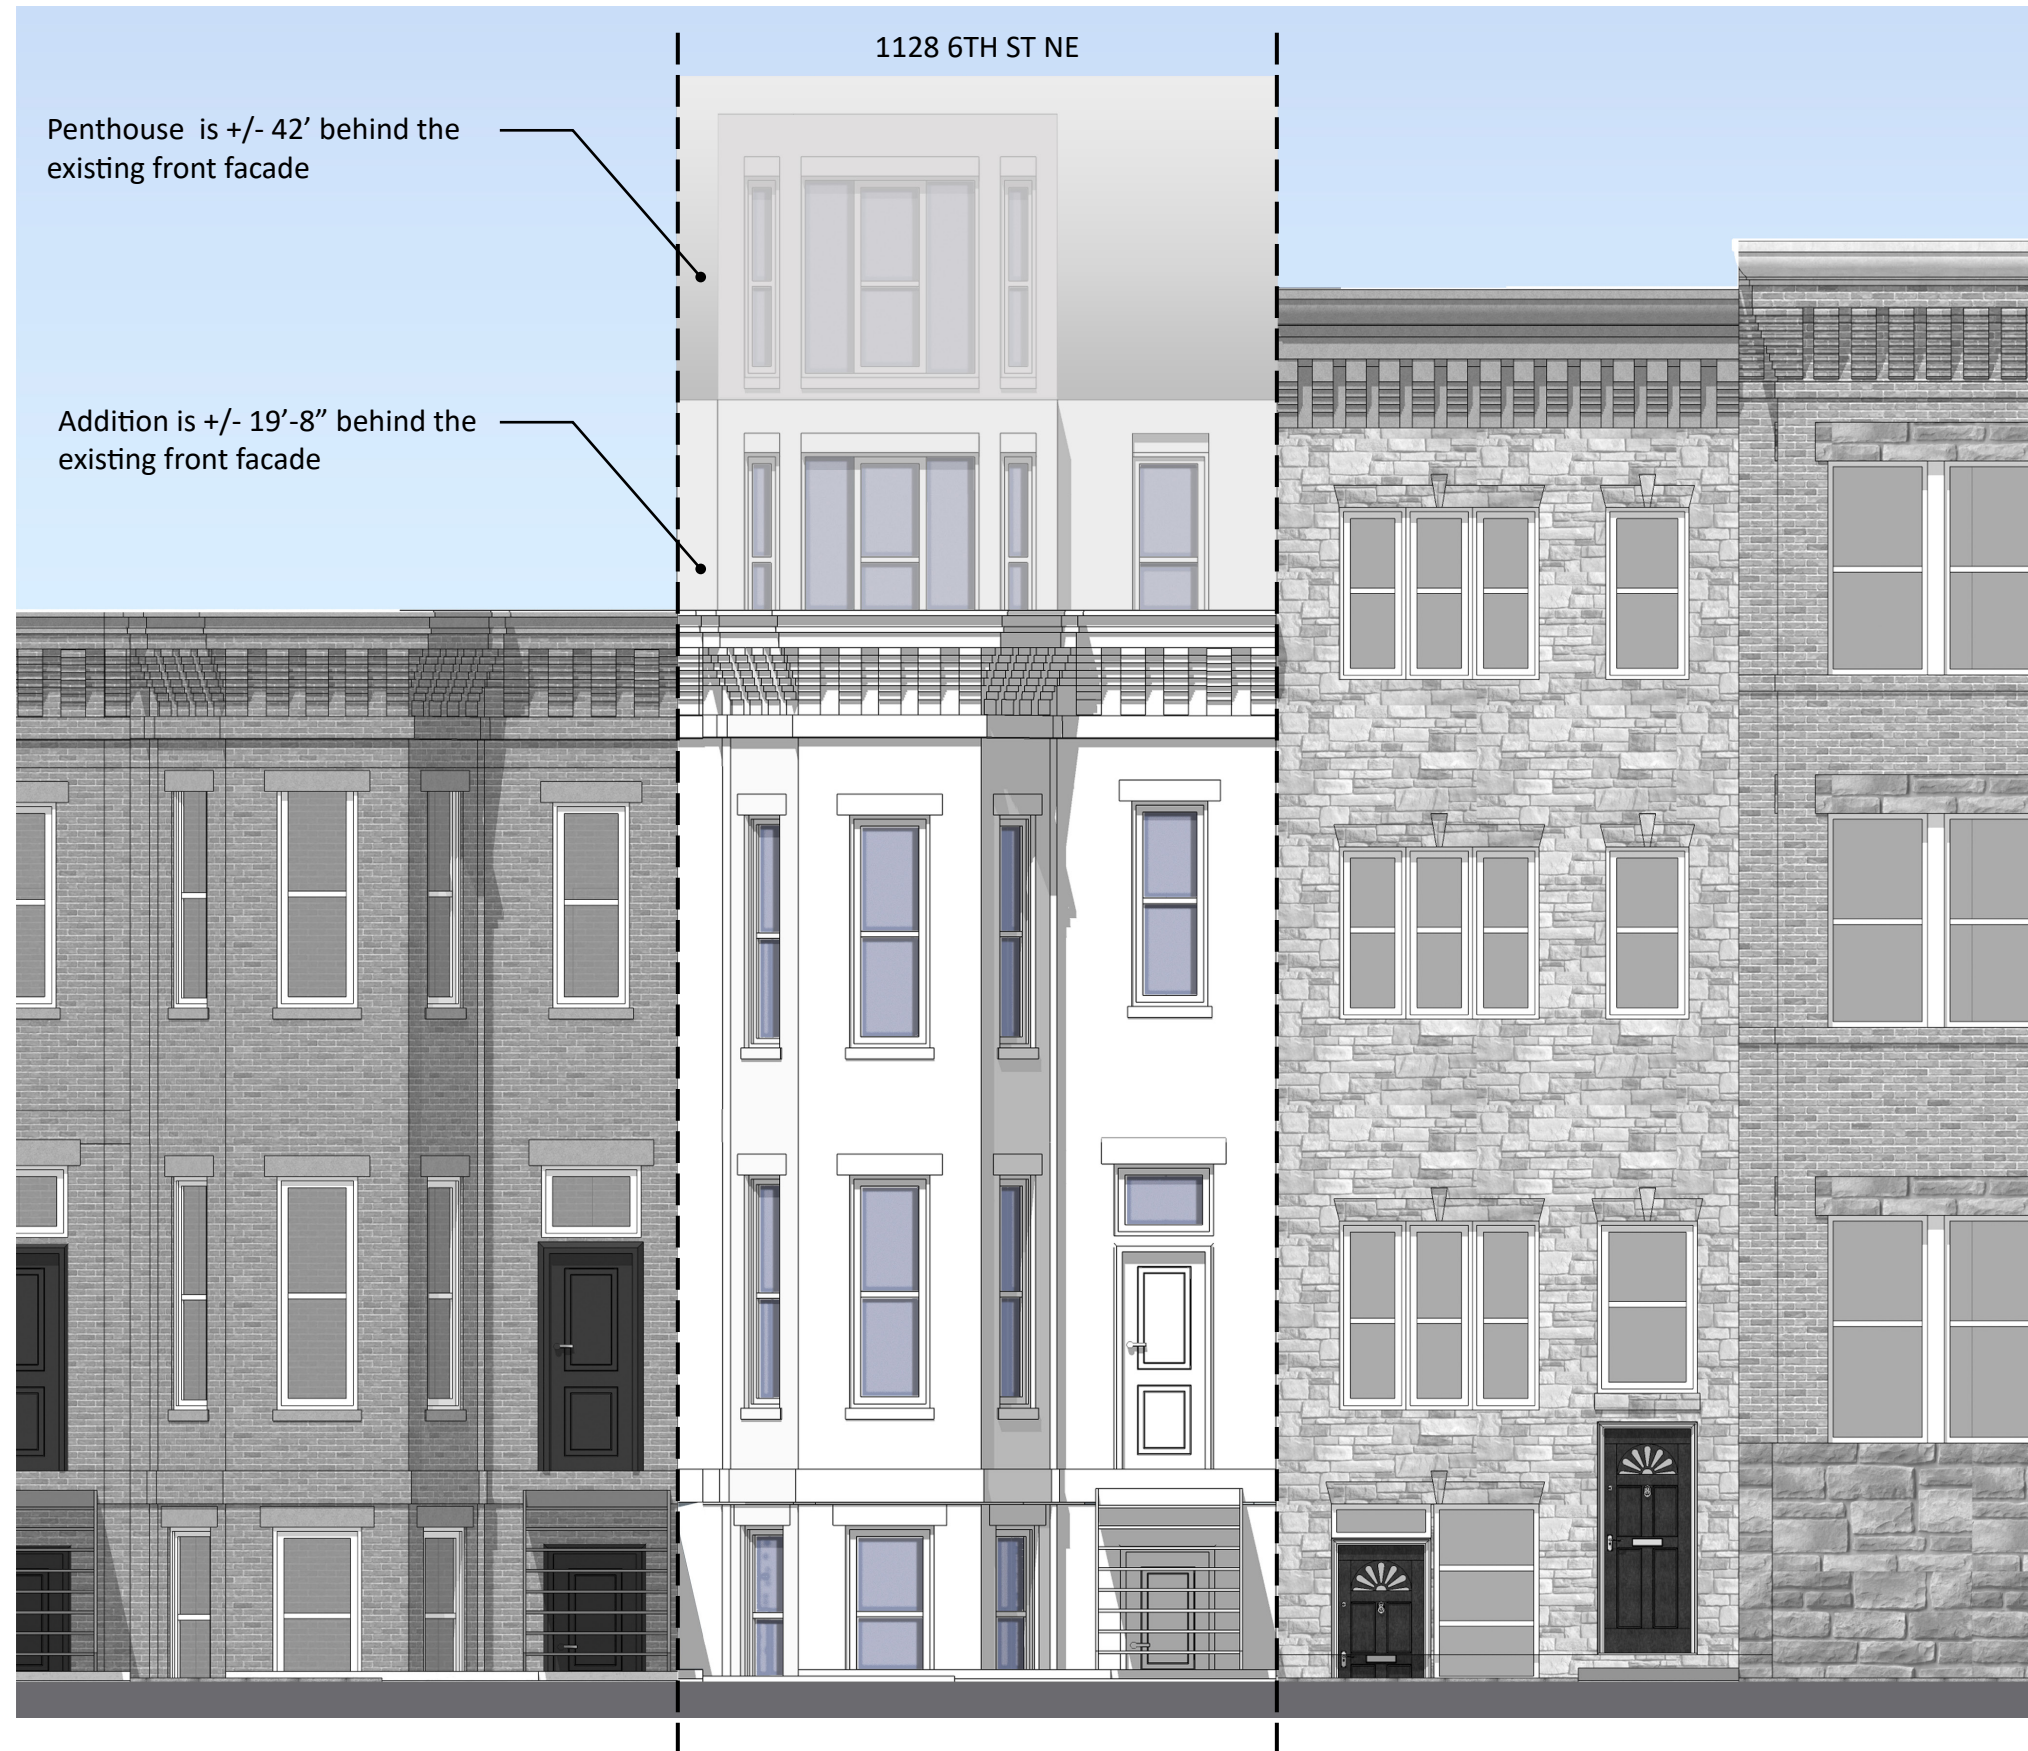 1128 6TH ST NE
Penthouse is +/- 42’ behind the
existing front facade
Addition is +/- 19’-8” behind the
existing front facade